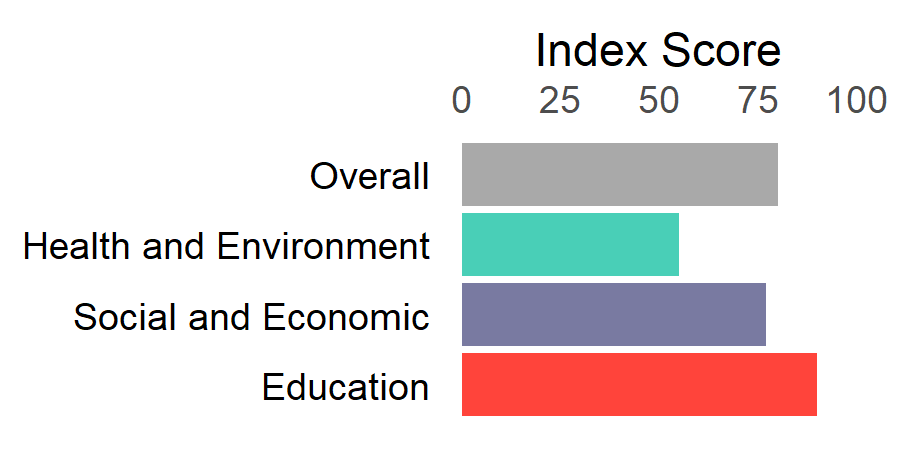 Index Score
0 25 50 75 100
Overall
Health and Environment
Social and Economic
Education